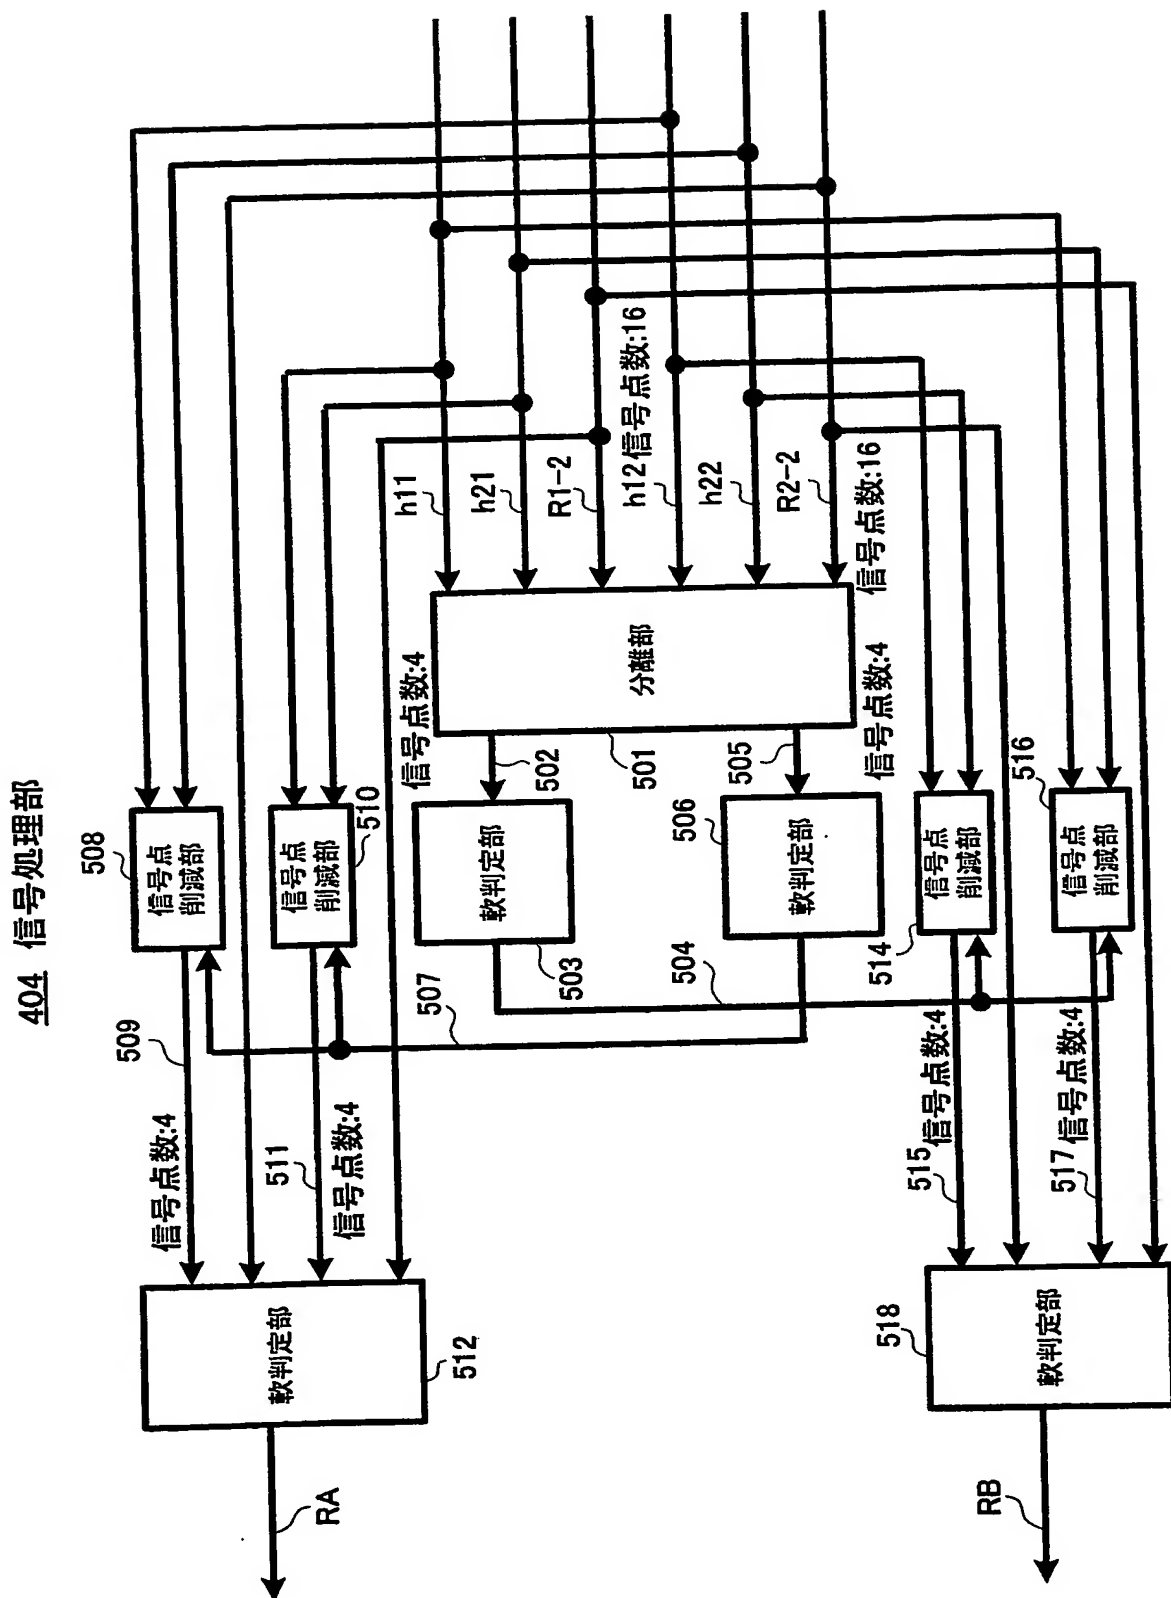 404 信号処理部
508
信号点
削減部
509
信号点数:4
510
信号点
削減部
511
信号点数:4
軟判定部
512
RA
h11
h21
R1-2
h12
信号点数:16
h22
R2-2
信号点数:16
分離部
501
信号点数:4
502
軟判定部
503
504
信号点数:4
505
軟判定部
506
507
信号点
削減部
514
515
信号点数:4
516
信号点
削減部
517
信号点数:4
軟判定部
518
RB